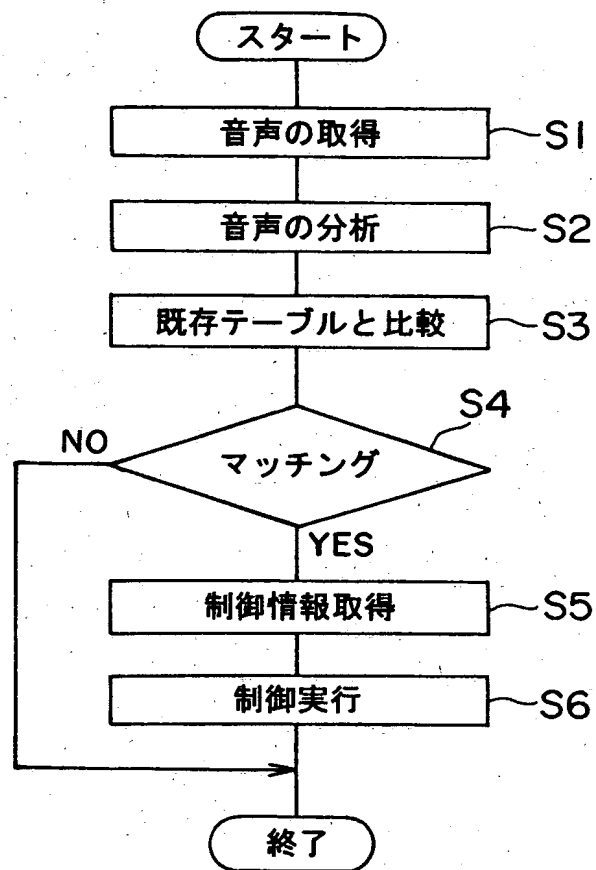 スタート
音声の取得
S1
音声の分析
S2
既存テーブルと比較
S3
S4
NO
マッチング
YES
制御情報取得
S5
制御実行
S6
終了